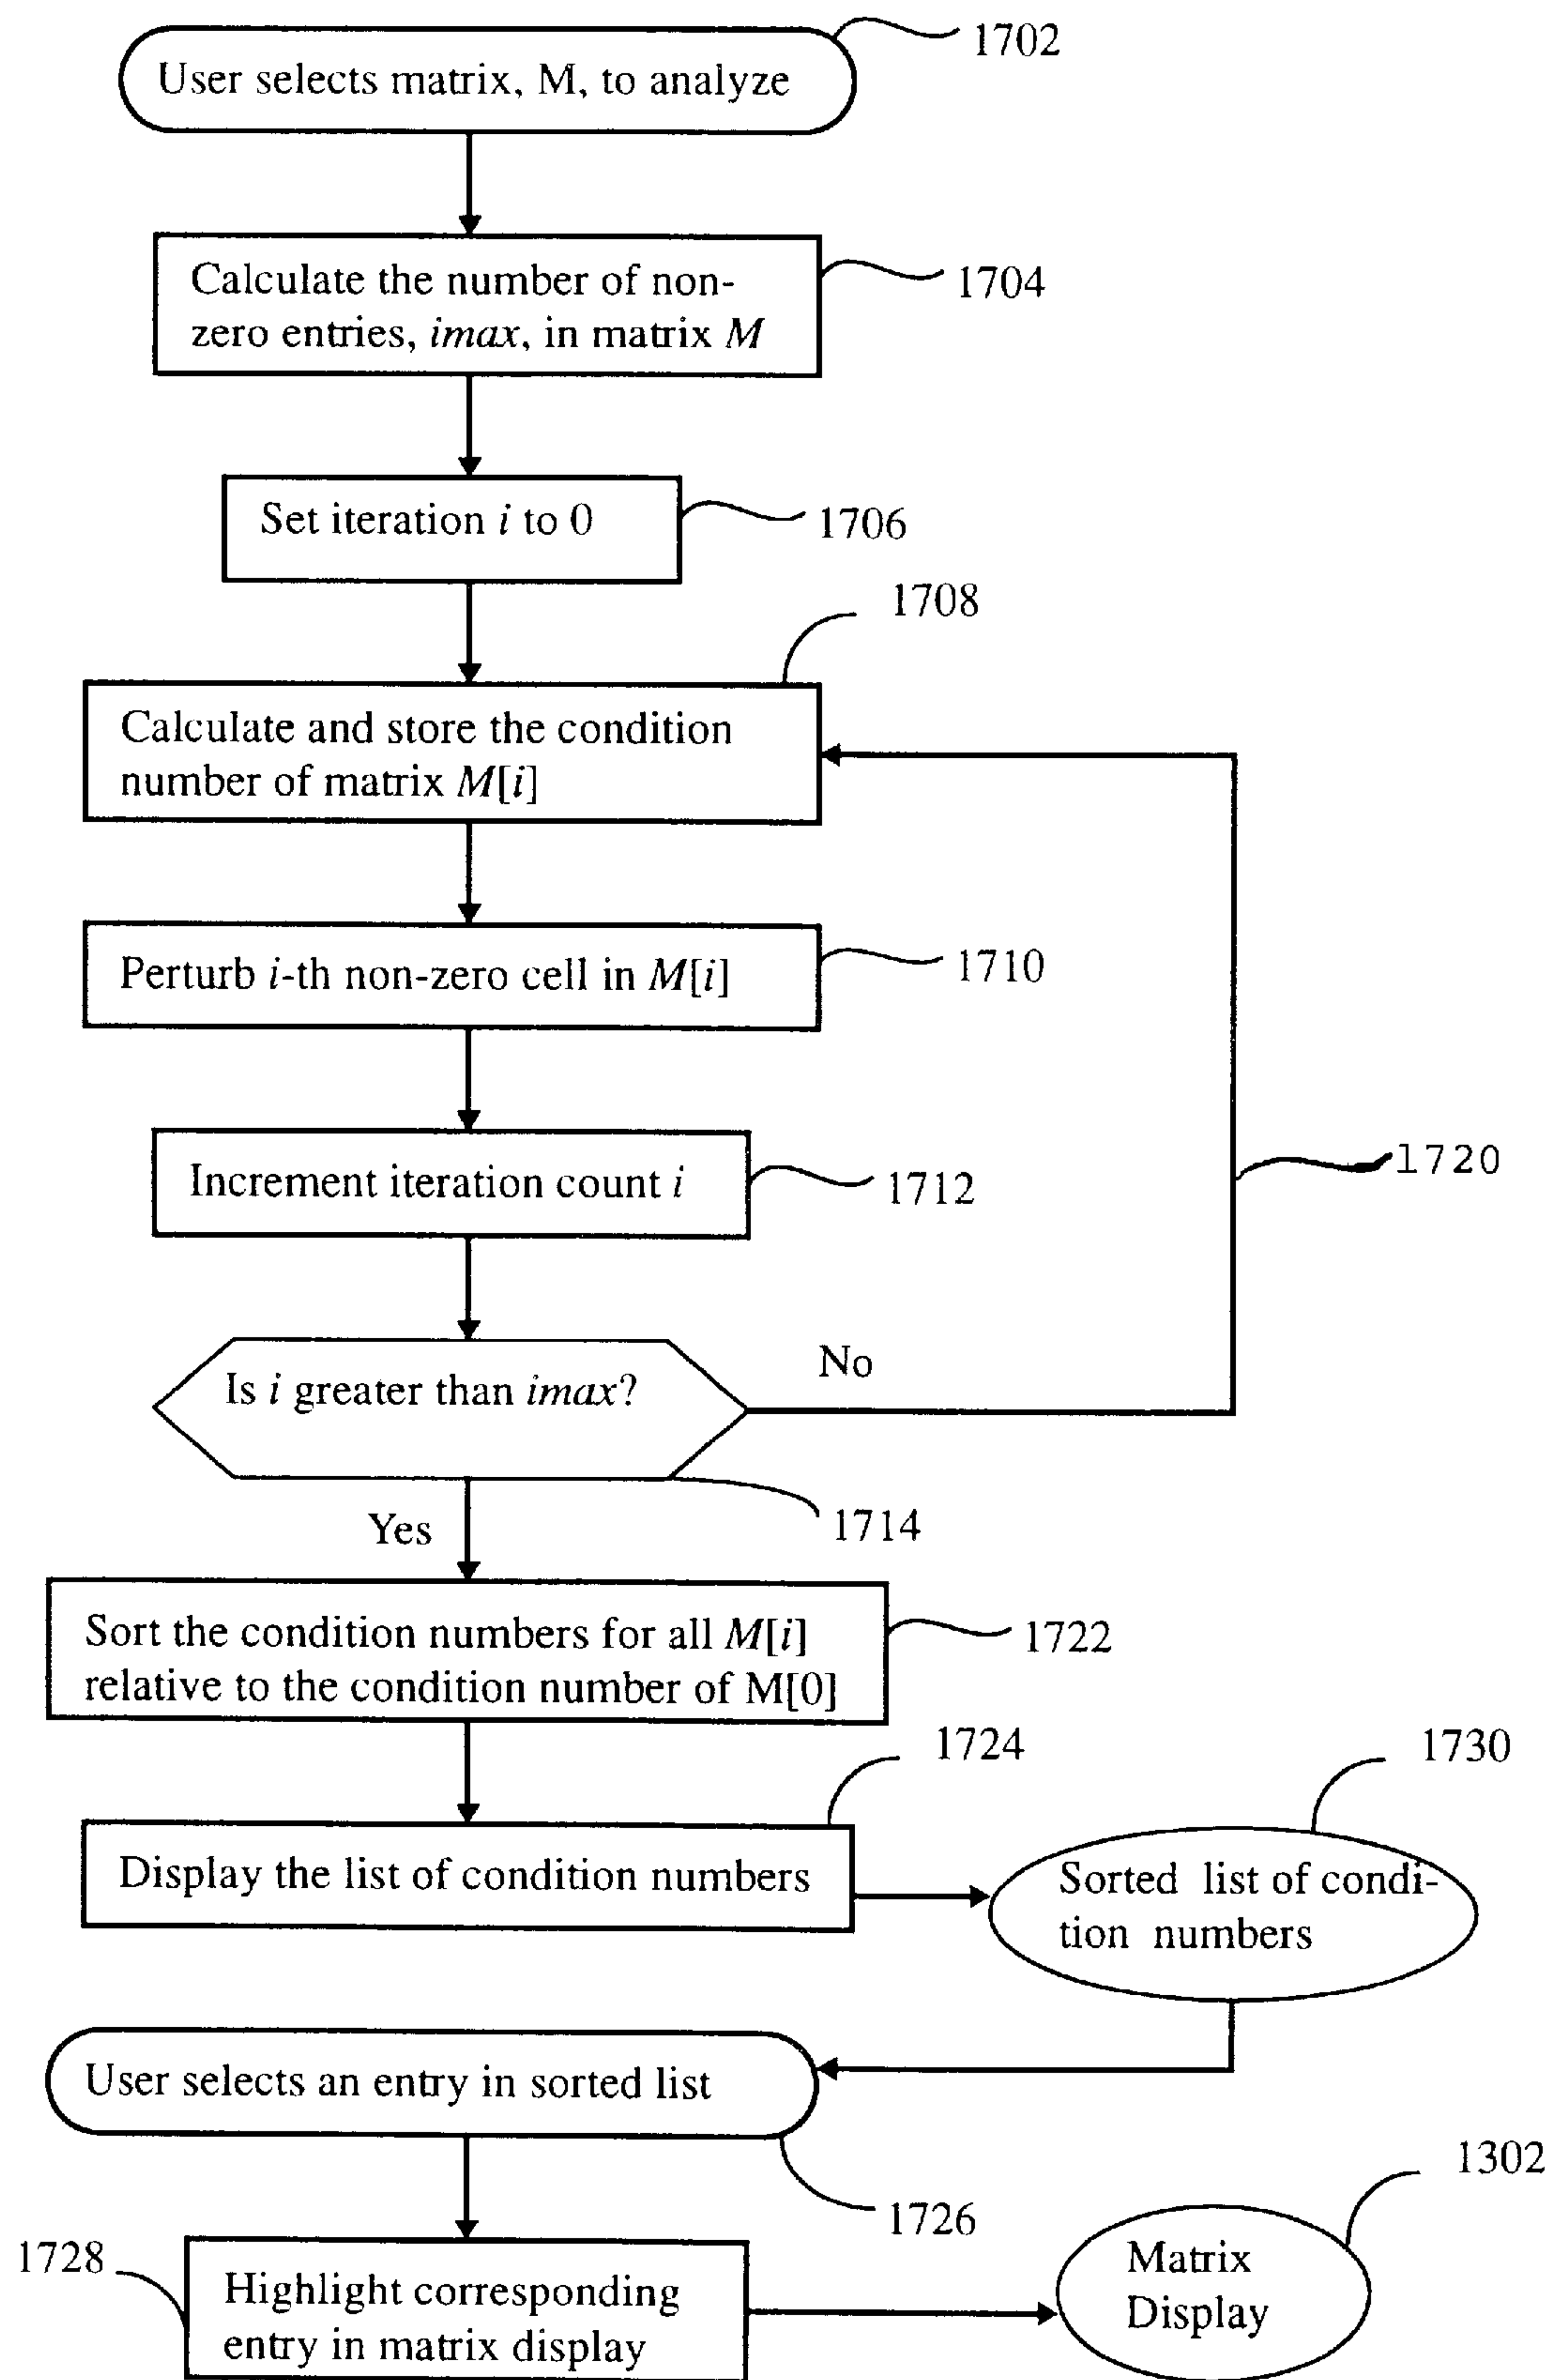 1702
User selects matrix, M, to analyze
Calculate the number of non-
zero entries, imax, in matrix M
1704
Set iteration i to 0
1706
1708
Calculate and store the condition
number of matrix M[i]
Perturb i-th non-zero cell in M[i]
1710
Increment iteration count i
1712
1720
Is i greater than imax?
No
1714
Yes
Sort the condition numbers for all M[i]
relative to the condition number of M[0]
1722
1724
1730
Display the list of condition numbers
Sorted list of condi-
tion numbers
User selects an entry in sorted list
1726
1302
1728
Highlight corresponding
entry in matrix display
Matrix
Display